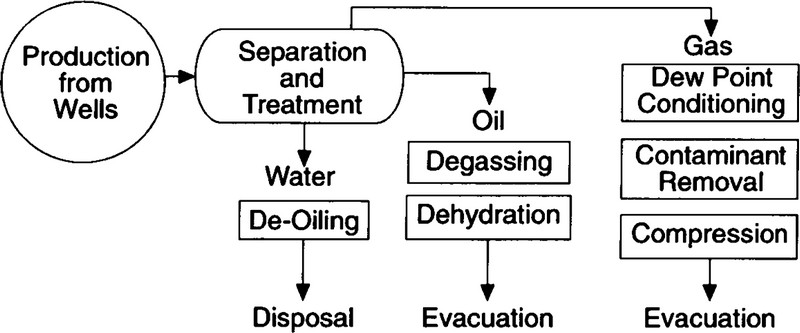 Production
from
Wells
Separation
and
Treatment
Water
De-Oiling
Disposal
Oil
Degassing
Dehydration
Evacuation
Gas
Dew Point
Conditioning
Contaminant
Removal
Compression
Evacuation